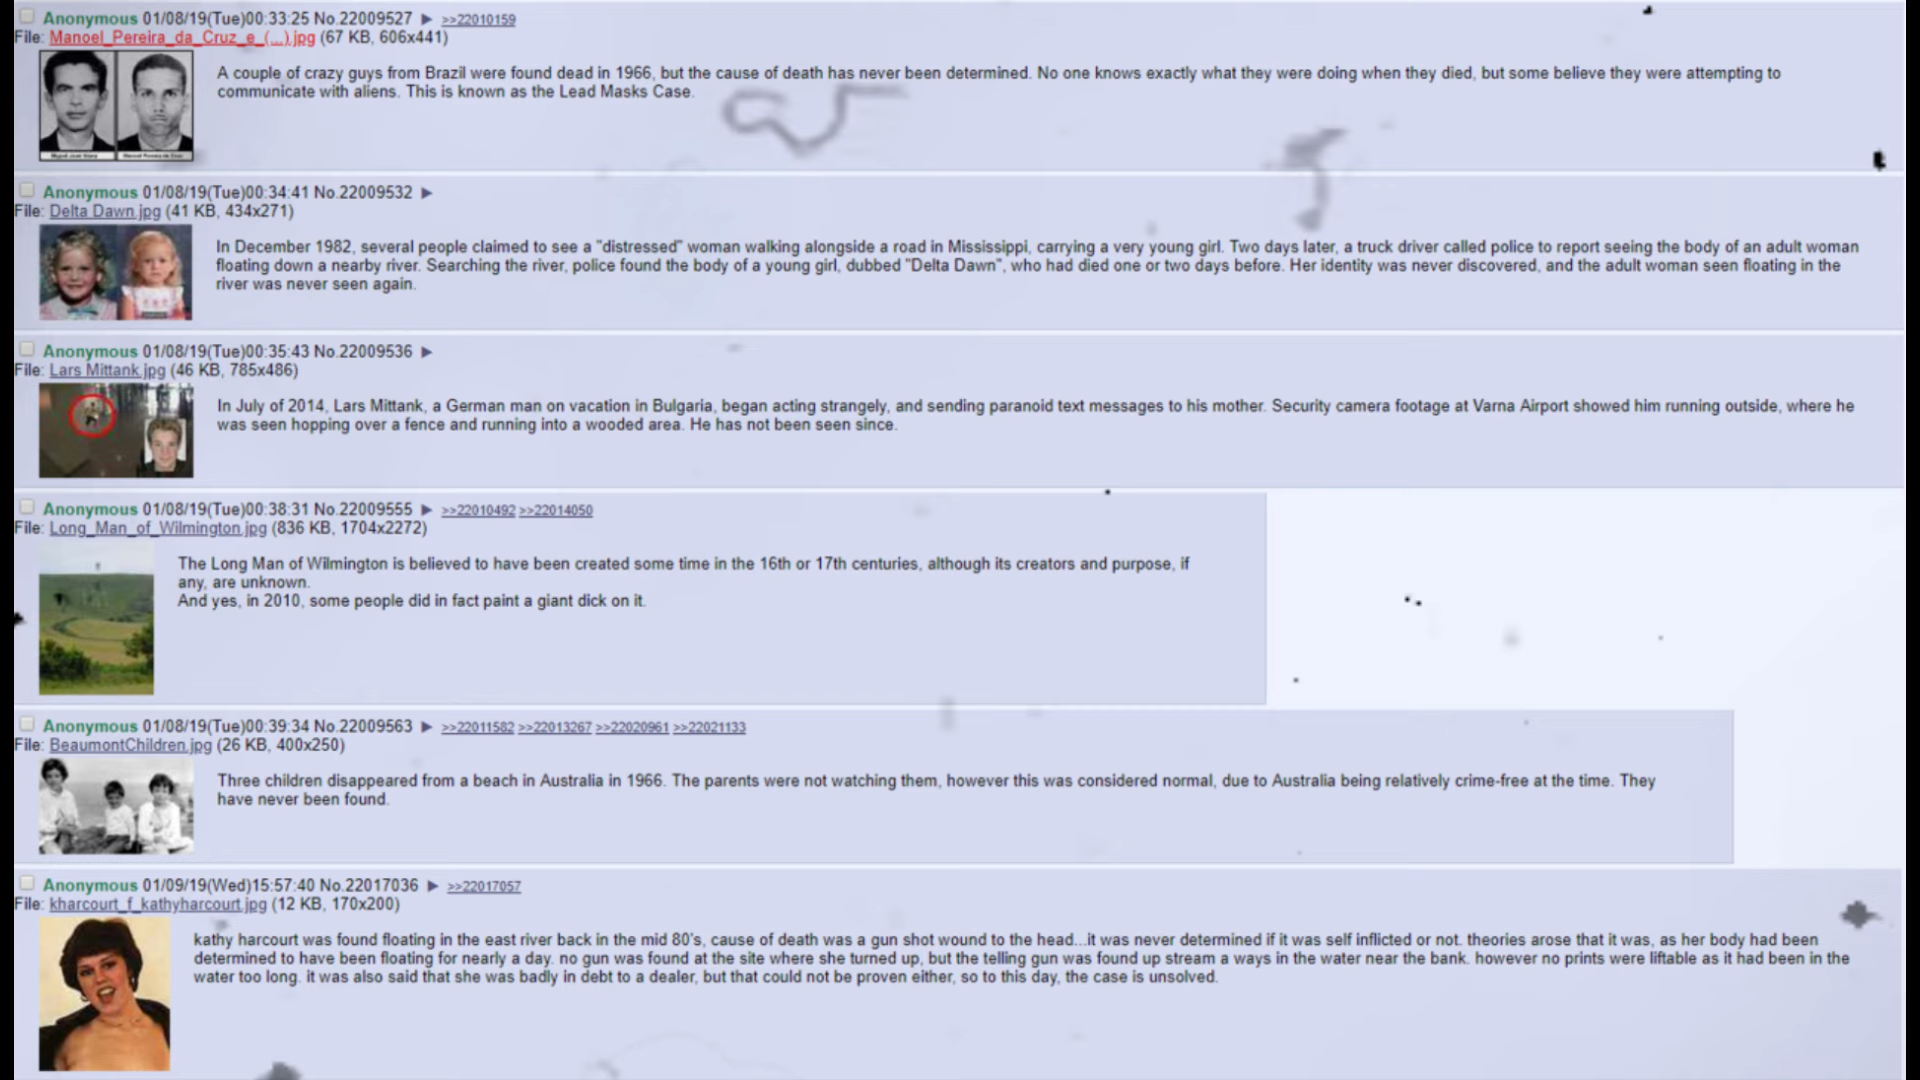 Anonymous 01/08/19(Tue)00:33:25 No.22009527 ▶ >>22010159
File: Manoel_Pereira_da_Cruz_e_(...).jpg (67 KB, 606x441)
A couple of crazy guys from Brazil were found dead in 1966, but the cause of death has never been determined. No one knows exactly what they were doing when they died, but some believe they were attempting to
communicate with aliens. This is known as the Lead Masks Case.
Anonymous 01/08/19(Tue)00:34:41 No.22009532 ▶
File: Delta Dawn.jpg (41 KB, 434x271)
In December 1982, several people claimed to see a "distressed" woman walking alongside a road in Mississippi, carrying a very young girl. Two days later, a truck driver called police to report seeing the body of an adult woman
floating down a nearby river. Searching the river, police found the body of a young girl, dubbed "Delta Dawn", who had died one or two days before. Her identity was never discovered, and the adult woman seen floating in the
river was never seen again.
Anonymous 01/08/19(Tue)00:35:43 No.22009536 ▶
File: Lars Mittank.jpg (46 KB, 785x486)
In July of 2014, Lars Mittank, a German man on vacation in Bulgaria, began acting strangely, and sending paranoid text messages to his mother. Security camera footage at Varna Airport showed him running outside, where he
was seen hopping over a fence and running into a wooded area. He has not been seen since.
Anonymous 01/08/19(Tue)00:38:31 No.22009555 ▶ >>22010492 >>22014050
File: Long_Man_of_Wilmington.jpg (836 KB, 1704x2272)
The Long Man of Wilmington is believed to have been created some time in the 16th or 17th centuries, although its creators and purpose, if
any, are unknown.
And yes, in 2010, some people did in fact paint a giant dick on it.
Anonymous 01/08/19(Tue)00:39:34 No.22009563 ▶ >>22011582 >>22013267 >>22020961 >>22021133
File: BeaumontChildren.jpg (26 KB, 400x250)
Three children disappeared from a beach in Australia in 1966. The parents were not watching them, however this was considered normal, due to Australia being relatively crime-free at the time. They
have never been found.
Anonymous 01/09/19(Wed)15:57:40 No.22017036 ▶ >>22017057
File: kharcourt_f_kathyharcourt.jpg (12 KB, 170x200)
kathy harcourt was found floating in the east river back in the mid 80's, cause of death was a gun shot wound to the head...it was never determined if it was self inflicted or not. theories arose that it was, as her body had been
determined to have been floating for nearly a day. no gun was found at the site where she turned up, but the telling gun was found up stream a ways in the water near the bank. however no prints were liftable as it had been in the
water too long. it was also said that she was badly in debt to a dealer, but that could not be proven either, so to this day, the case is unsolved.